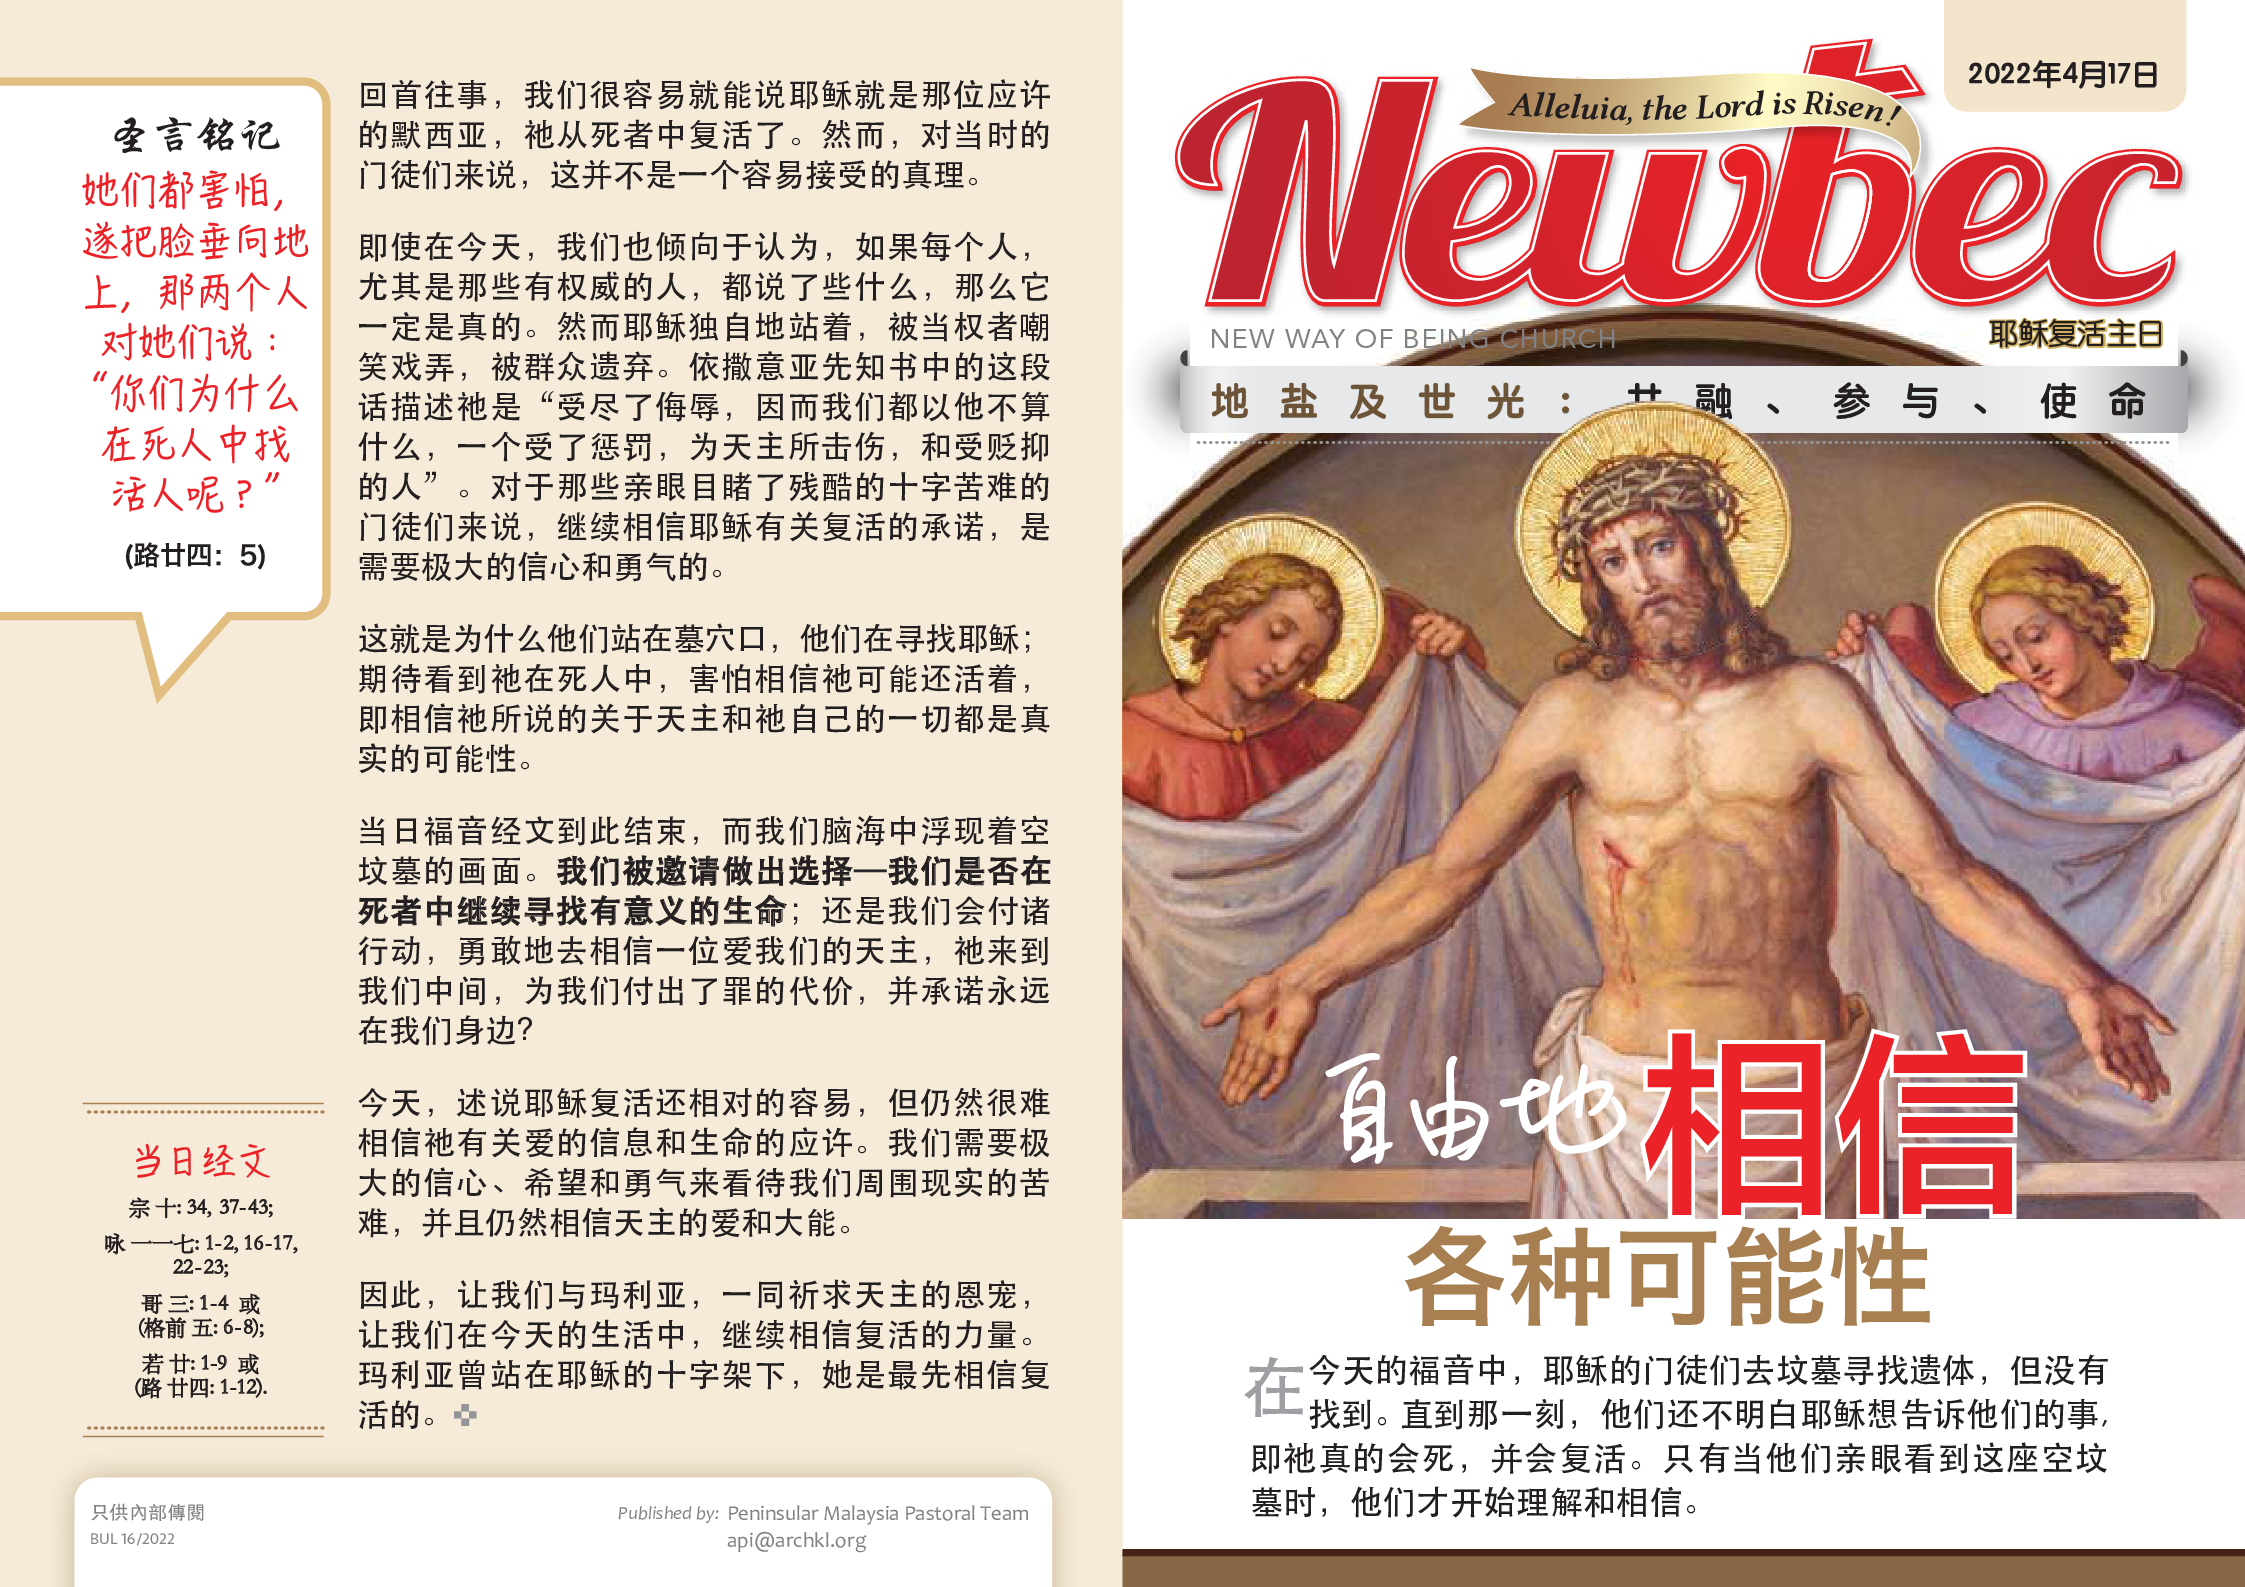 圣言铭记
她们都害怕，
遂把脸垂向地
上，那两个人
对她们说：
“你们为什么
在死人中找
活人呢？”
(路廿四：5)
当日经文
宗 十: 34, 37-43;
咏 一一七: 1-2, 16-17,
22-23;
哥 三: 1-4 或
(格前 五: 6-8);
若 廿: 1-9 或
(路 廿四: 1-12).
回首往事，我们很容易就能说耶稣就是那位应许
的默西亚，祂从死者中复活了。然而，对当时的
门徒们来说，这并不是一个容易接受的真理。
即使在今天，我们也倾向于认为，如果每个人，
尤其是那些有权威的人，都说了些什么，那么它
一定是真的。然而耶稣独自地站着，被当权者嘲
笑戏弄，被群众遗弃。依撒意亚先知书中的这段
话描述祂是“受尽了侮辱，因而我们都以他不算
什么，一个受了惩罚，为天主所击伤，和受贬抑
的人”。对于那些亲眼目睹了残酷的十字苦难的
门徒们来说，继续相信耶稣有关复活的承诺，是
需要极大的信心和勇气的。
这就是为什么他们站在墓穴口，他们在寻找耶稣；
期待看到祂在死人中，害怕相信祂可能还活着，
即相信祂所说的关于天主和祂自己的一切都是真
实的可能性。
当日福音经文到此结束，而我们脑海中浮现着空
坟墓的画面。我们被邀请做出选择—我们是否在
死者中继续寻找有意义的生命；还是我们会付诸
行动，勇敢地去相信一位爱我们的天主，祂来到
我们中间，为我们付出了罪的代价，并承诺永远
在我们身边？
今天，述说耶稣复活还相对的容易，但仍然很难
相信祂有关爱的信息和生命的应许。我们需要极
大的信心、希望和勇气来看待我们周围现实的苦
难，并且仍然相信天主的爱和大能。
因此，让我们与玛利亚，一同祈求天主的恩宠，
让我们在今天的生活中，继续相信复活的力量。
玛利亚曾站在耶稣的十字架下，她是最先相信复
活的。
只供內部傳閱
BUL 16/2022
Published by: Peninsular Malaysia Pastoral Team
api@archkl.org
2022年4月17日
Alleluia, the Lord is Risen!
Newbec
NEW WAY OF BEING CHURCH
耶稣复活主日
地盐及世光：共融、参与、使命
自由地相信
各种可能性
在今天的福音中，耶稣的门徒们去坟墓寻找遗体，但没有
找到。直到那一刻，他们还不明白耶稣想告诉他们的事，
即祂真的会死，并会复活。只有当他们亲眼看到这座空坟
墓时，他们才开始理解和相信。